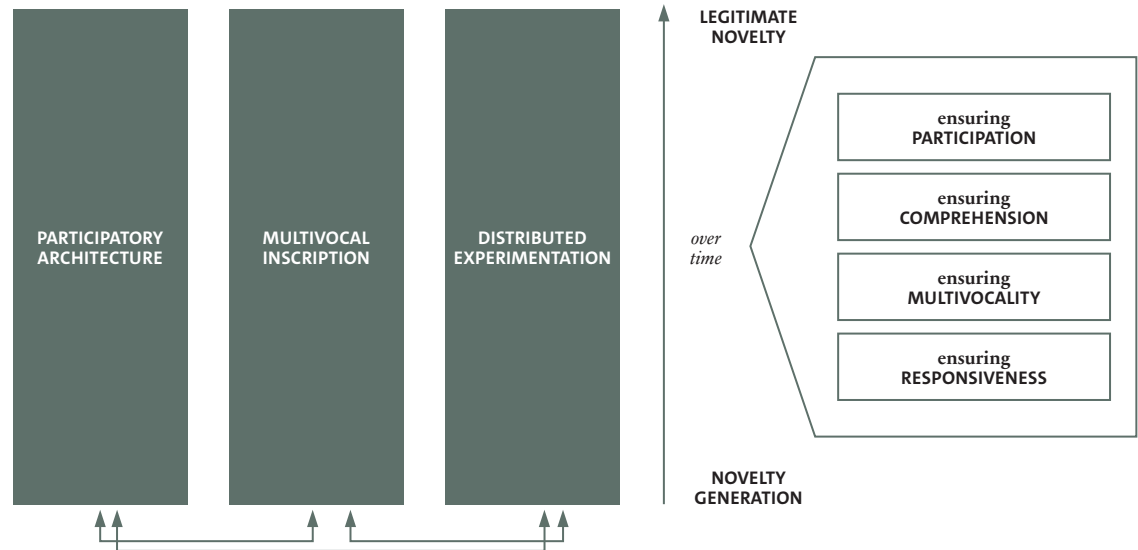 PARTICIPATORY
ARCHITECTURE
MULTIVOCAL
INSCRIPTION
DISTRIBUTED
EXPERIMENTATION
LEGITIMATE
NOVELTY
over
time
NOVELTY
GENERATION
ensuring
PARTICIPATION
ensuring
COMPREHENSION
ensuring
MULTIVOCALITY
ensuring
RESPONSIVENESS